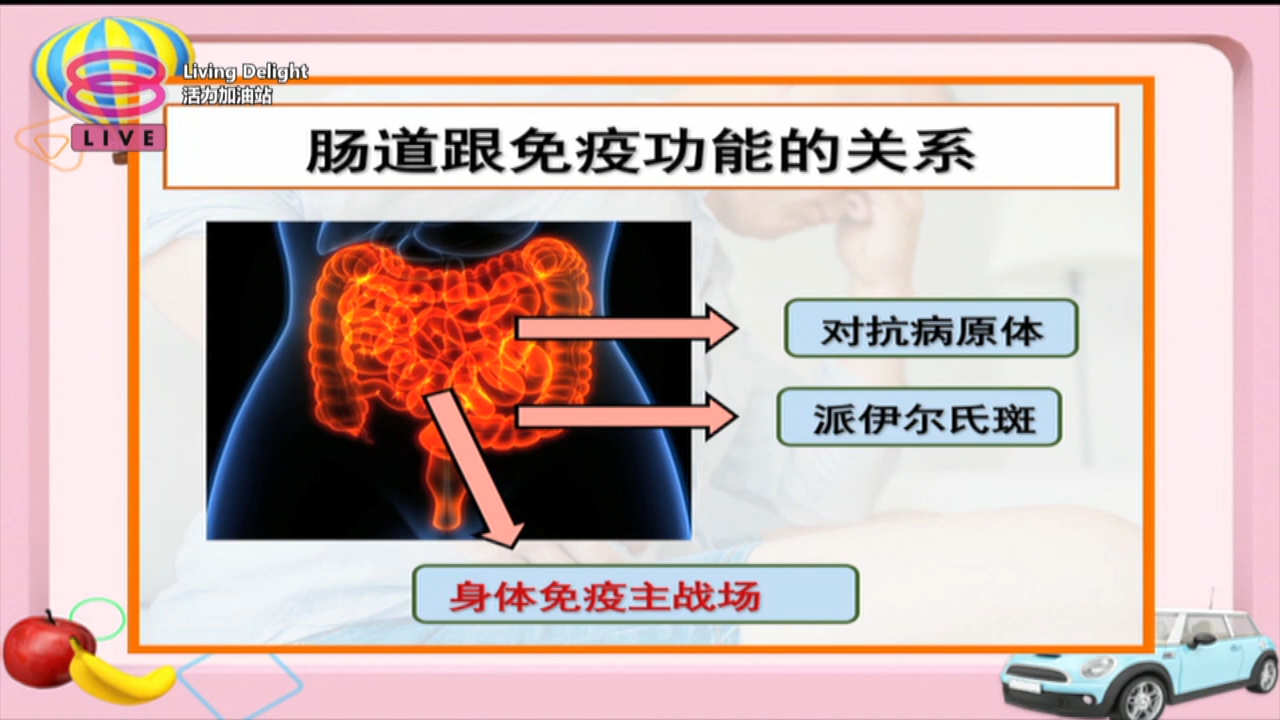 Living Delight
活力加油站
LIVE
肠道跟免疫功能的关系
对抗病原体
派伊尔氏斑
身体免疫主战场